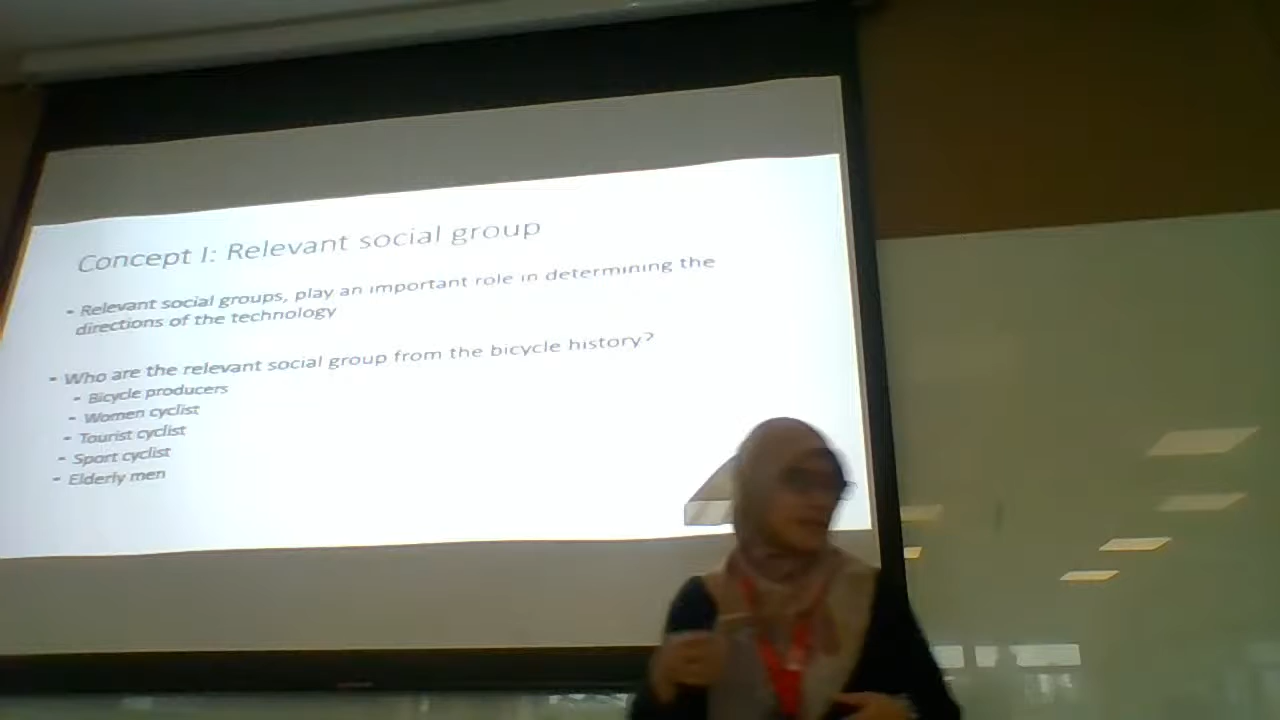 Concept I: Relevant social group
- Relevant social groups, play an important role in determining the
directions of the technology
- Who are the relevant social group from the bicycle history?
- Bicycle producers
- Women cyclist
- Tourist cyclist
- Sport cyclist
- Elderly men